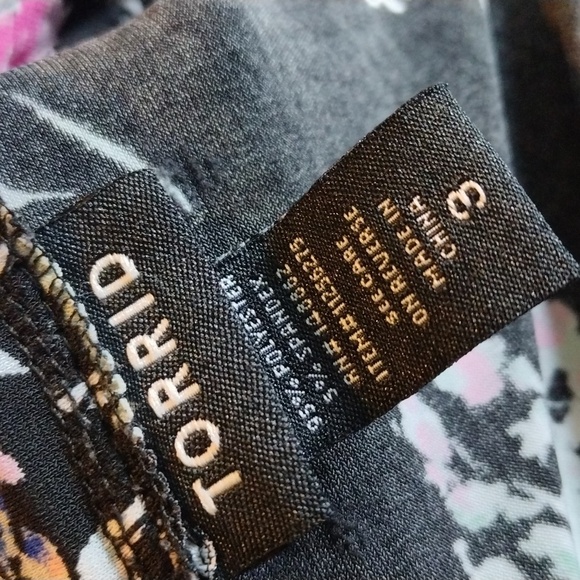 TORRID
3
CHINA
MADE IN
ON REVERSE
SEE CARE
5% SPANDEX
95% POLYESTER